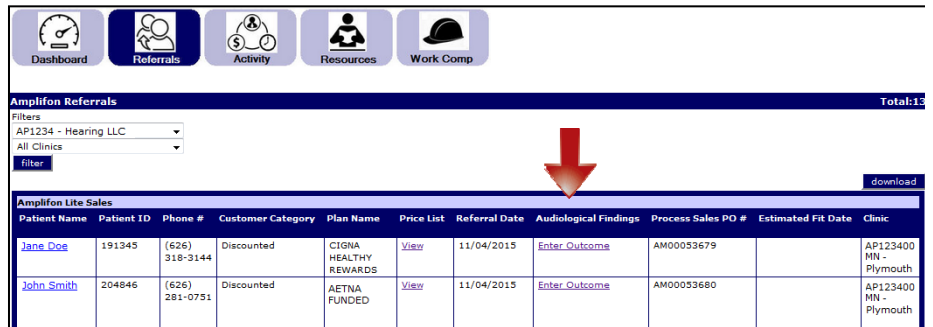 Dashboard Referrals Activity Resources Work Comp
Amplifon Referrals Total:13
Filters
AP1234 - Hearing LLC
All Clinics
filter
download
Amplifon Lite Sales
Patient Name Patient ID Phone # Customer Category Plan Name Price List Referral Date Audiological Findings Process Sales PO # Estimated Fit Date Clinic
Jane Doe 191345 (626) Discounted CIGNA View 11/04/2015 Enter Outcome AM00053679 AP123400
318-3144 HEALTHY MN -
REWARDS Plymouth
John Smith 204846 (626) Discounted AETNA View 11/04/2015 Enter Outcome AM00053680 AP123400
281-0751 FUNDED MN -
Plymouth